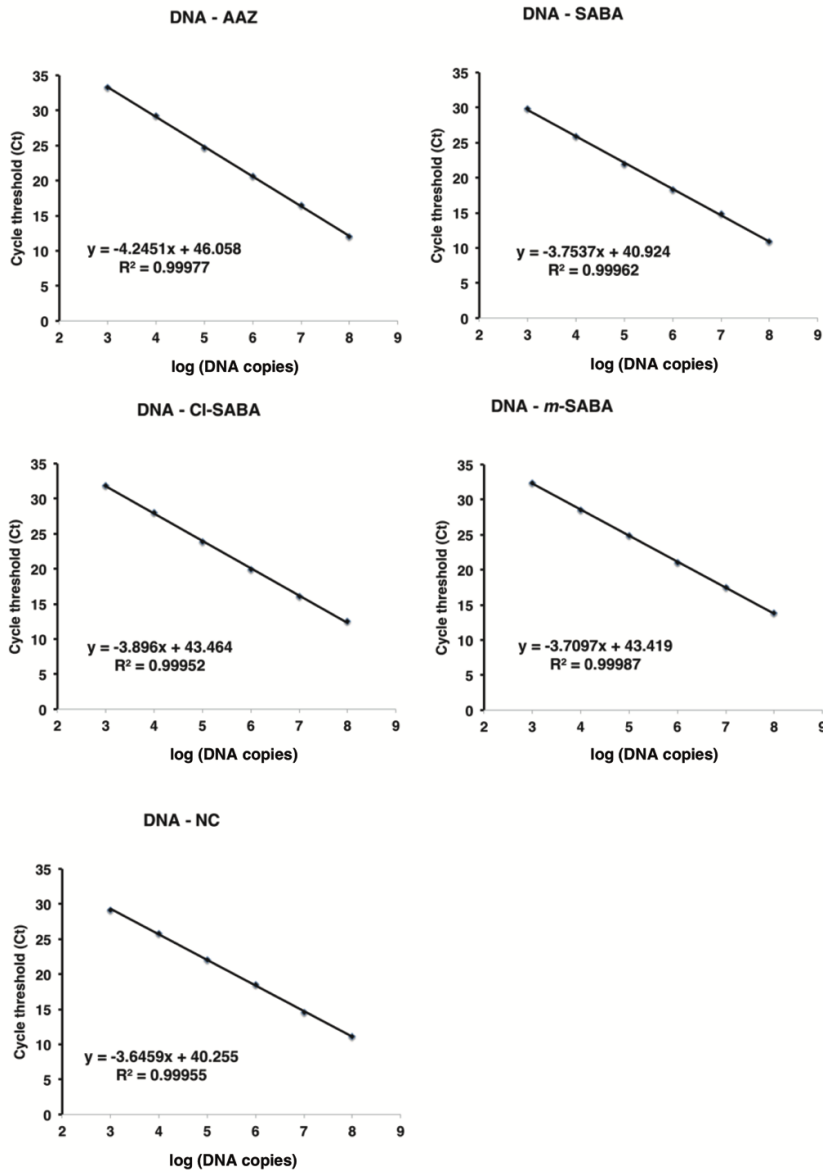 DNA - AAZ
Cycle threshold (Ct)
35
30
25
20
15
10
5
0
y = -4.2451x + 46.058
R² = 0.99977
2 3 4 5 6 7 8 9
log (DNA copies)
DNA - SABA
Cycle threshold (Ct)
35
30
25
20
15
10
5
0
y = -3.7537x + 40.924
R² = 0.99962
2 3 4 5 6 7 8 9
log (DNA copies)
DNA - Cl-SABA
Cycle threshold (Ct)
35
30
25
20
15
10
5
0
y = -3.896x + 43.464
R² = 0.99952
2 3 4 5 6 7 8 9
log (DNA copies)
DNA - m-SABA
Cycle threshold (Ct)
35
30
25
20
15
10
5
0
y = -3.7097x + 43.419
R² = 0.99987
2 3 4 5 6 7 8 9
log (DNA copies)
DNA - NC
Cycle threshold (Ct)
35
30
25
20
15
10
5
0
y = -3.6459x + 40.255
R² = 0.99955
2 3 4 5 6 7 8 9
log (DNA copies)